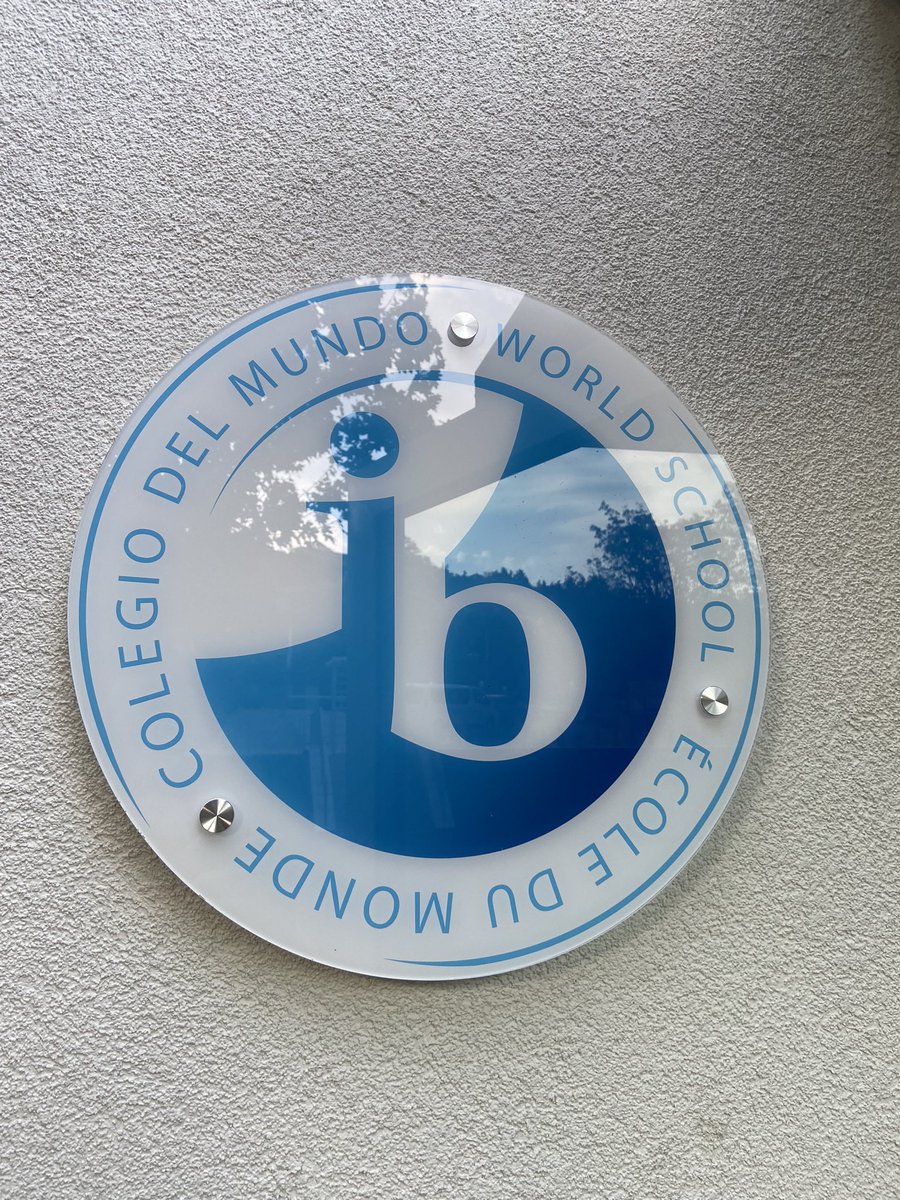 COLEGIO DEL MUNDO
WORLD SCHOOL
ÉCOLE DU MONDE
ib